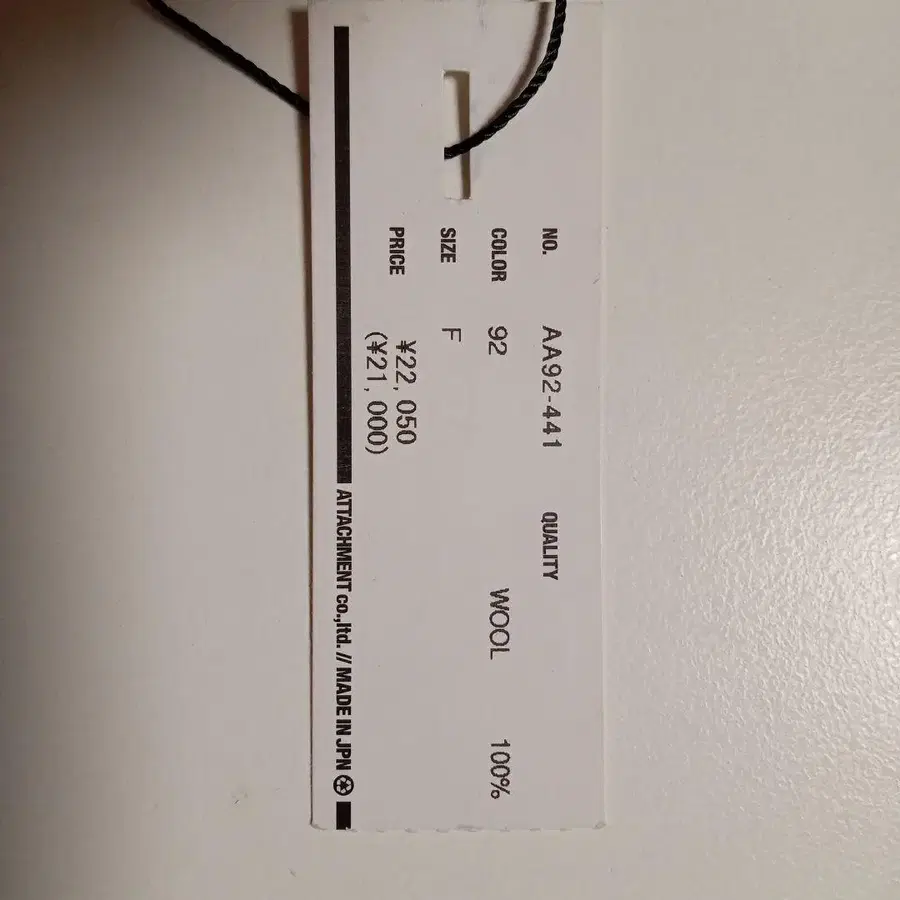 NO. AA92-441 QUALITY
COLOR 92 WOOL 100%
SIZE F
PRICE ¥22, 050
(¥21, 000)
ATTACHMENT co.,ltd. // MADE IN JPN